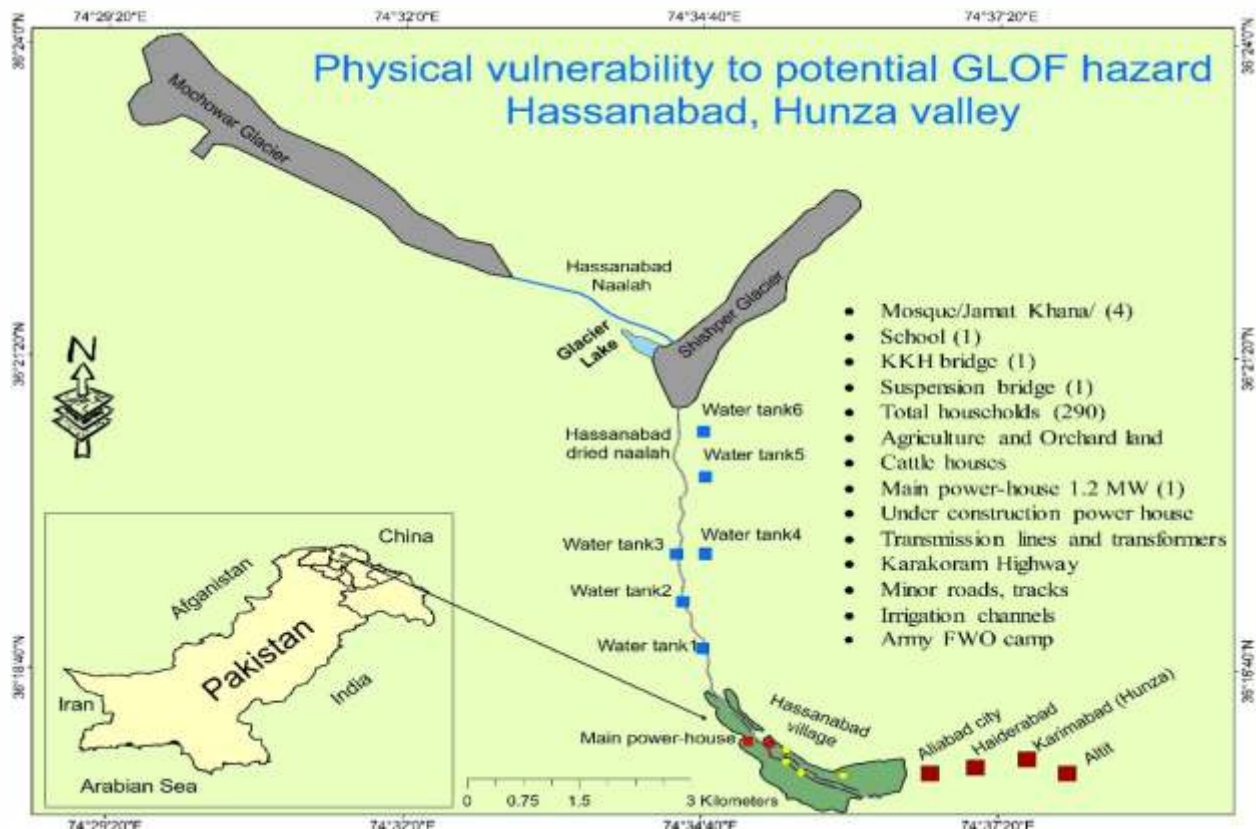 74°29'20"E 74°32'0"E 74°34'40"E 74°37'20"E
36°24'0"N
36°24'0"N
Physical vulnerability to potential GLOF hazard
Hassanabad, Hunza valley
Mochowar Glacier
Hassanabad
Naalah
Glacier
Lake
Shishper Glacier
36°21'20"N
36°21'20"N
N
• Mosque/Jamat Khana/ (4)
• School (1)
• KKH bridge (1)
• Suspension bridge (1)
• Total households (290)
• Agriculture and Orchard land
• Cattle houses
• Main power-house 1.2 MW (1)
• Under construction power house
• Transmission lines and transformers
• Karakoram Highway
• Minor roads, tracks
• Irrigation channels
• Army FWO camp
Water tank6
Hassanabad
dried naalah
Water tank5
Water tank3
Water tank4
Water tank2
Water tank1
36°18'40"N
36°18'40"N
China
Afganistan
Pakistan
India
Iran
Arabian Sea
Main power-house
Hassanabad
village
Aliabad city
Haiderabad
Karimabad (Hunza)
Altit
0 0.75 1.5 3 Kilometers
74°29'20"E 74°32'0"E 74°34'40"E 74°37'20"E